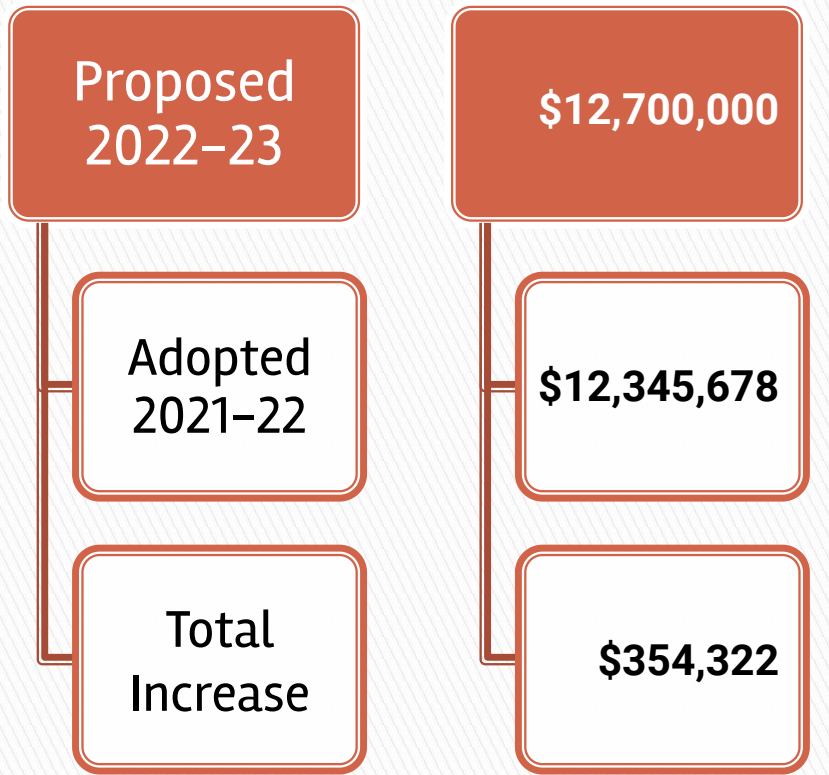 Proposed
2022–23
$12,700,000
Adopted
2021–22
$12,345,678
Total
Increase
$354,322